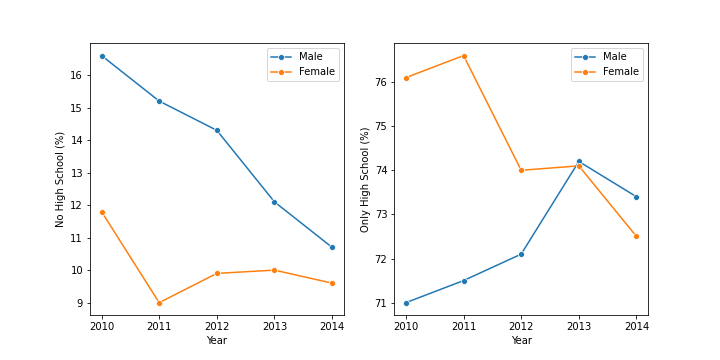 No High School (%)
16
15
14
13
12
11
10
9
2010 2011 2012 2013 2014
Year
Male
Female
Only High School (%)
76
75
74
73
72
71
2010 2011 2012 2013 2014
Year
Male
Female